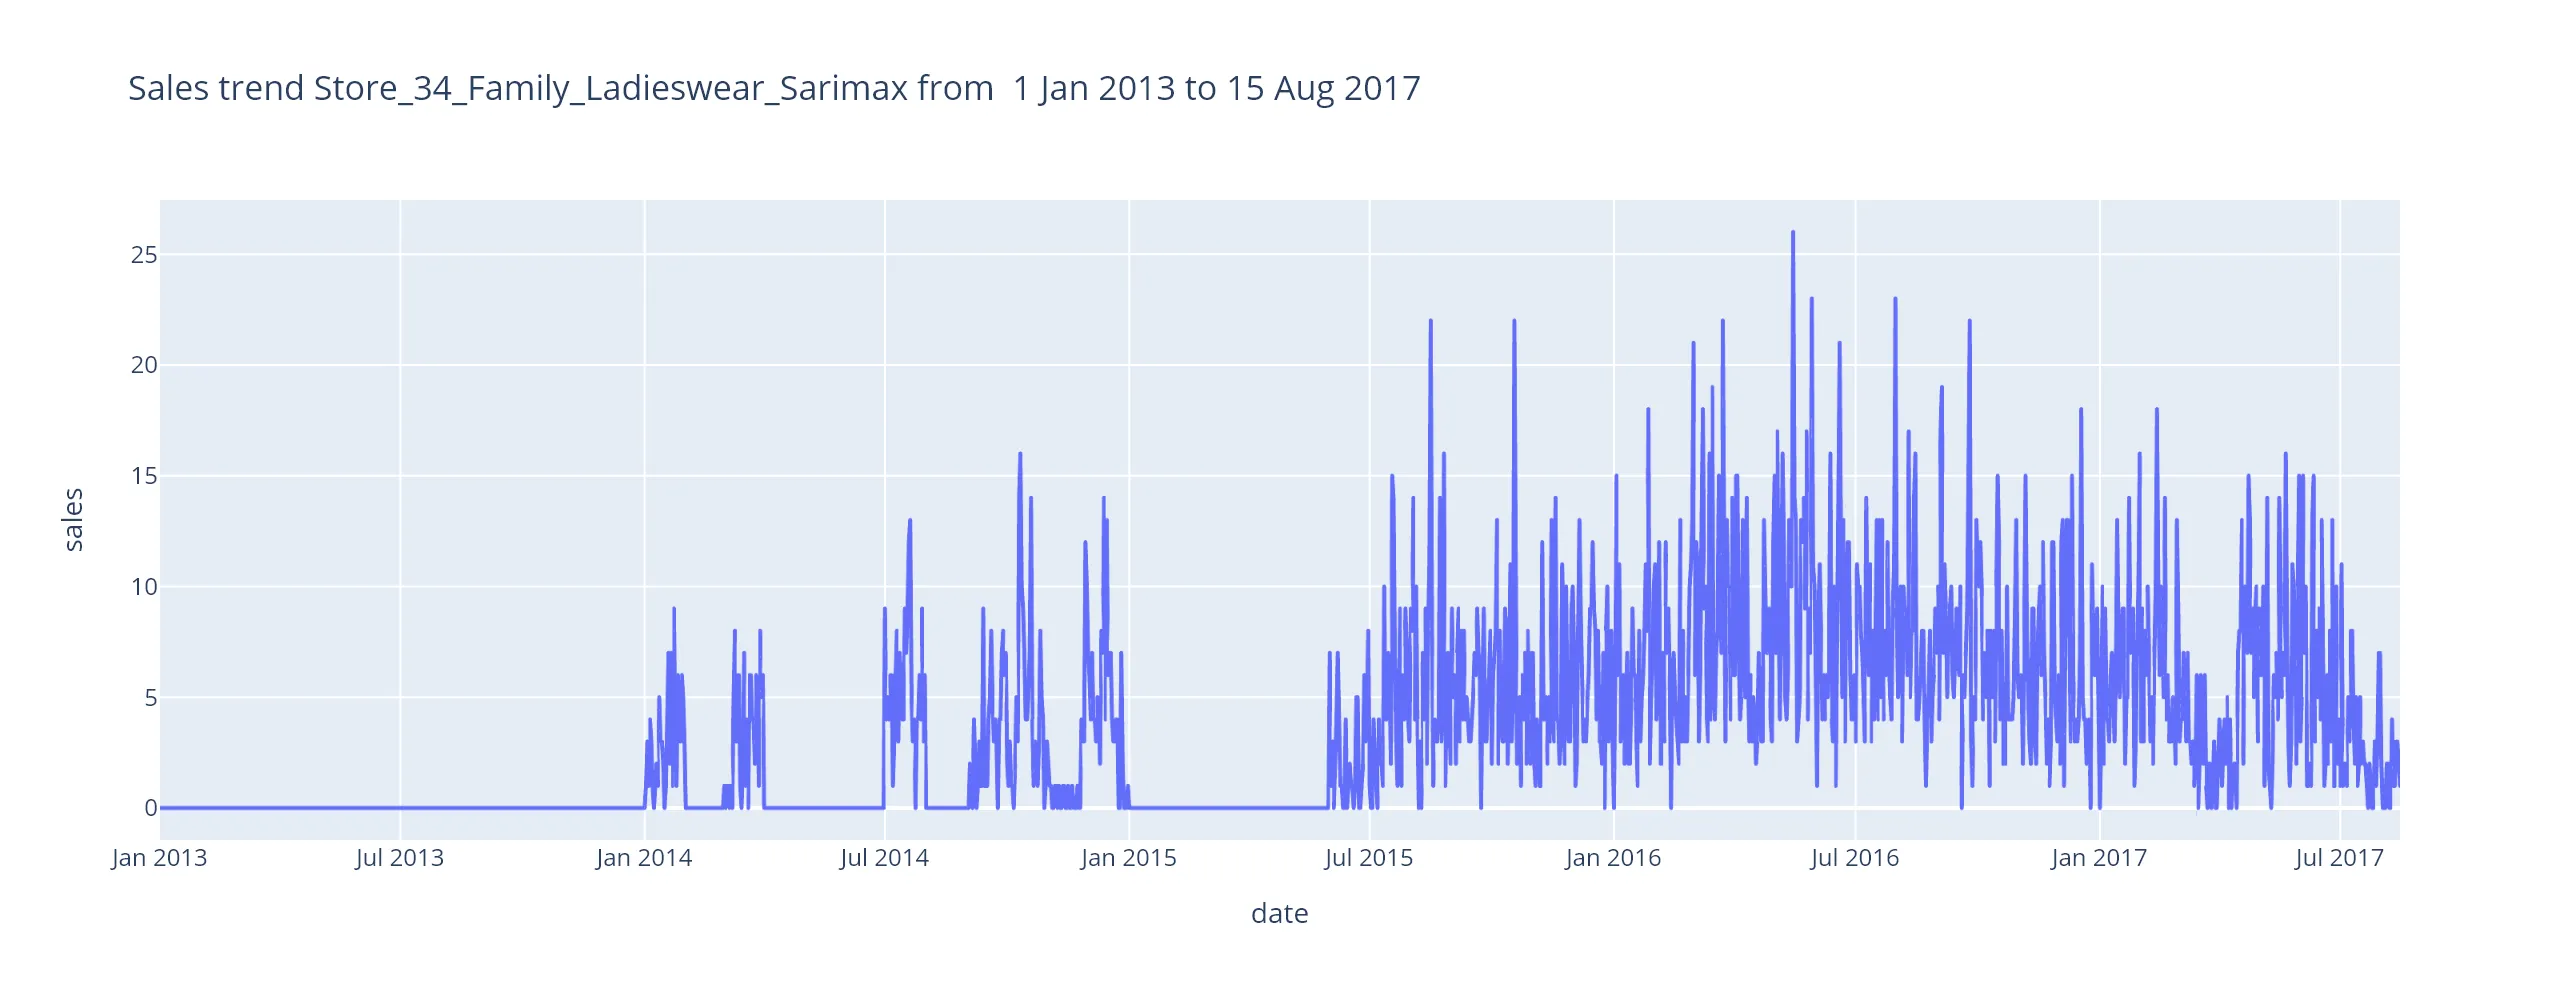 Sales trend Store_34_Family_Ladieswear_Sarimax from  1 Jan 2013 to 15 Aug 2017
25
20
15
10
5
0
sales
Jan 2013
Jul 2013
Jan 2014
Jul 2014
Jan 2015
Jul 2015
Jan 2016
Jul 2016
Jan 2017
Jul 2017
date